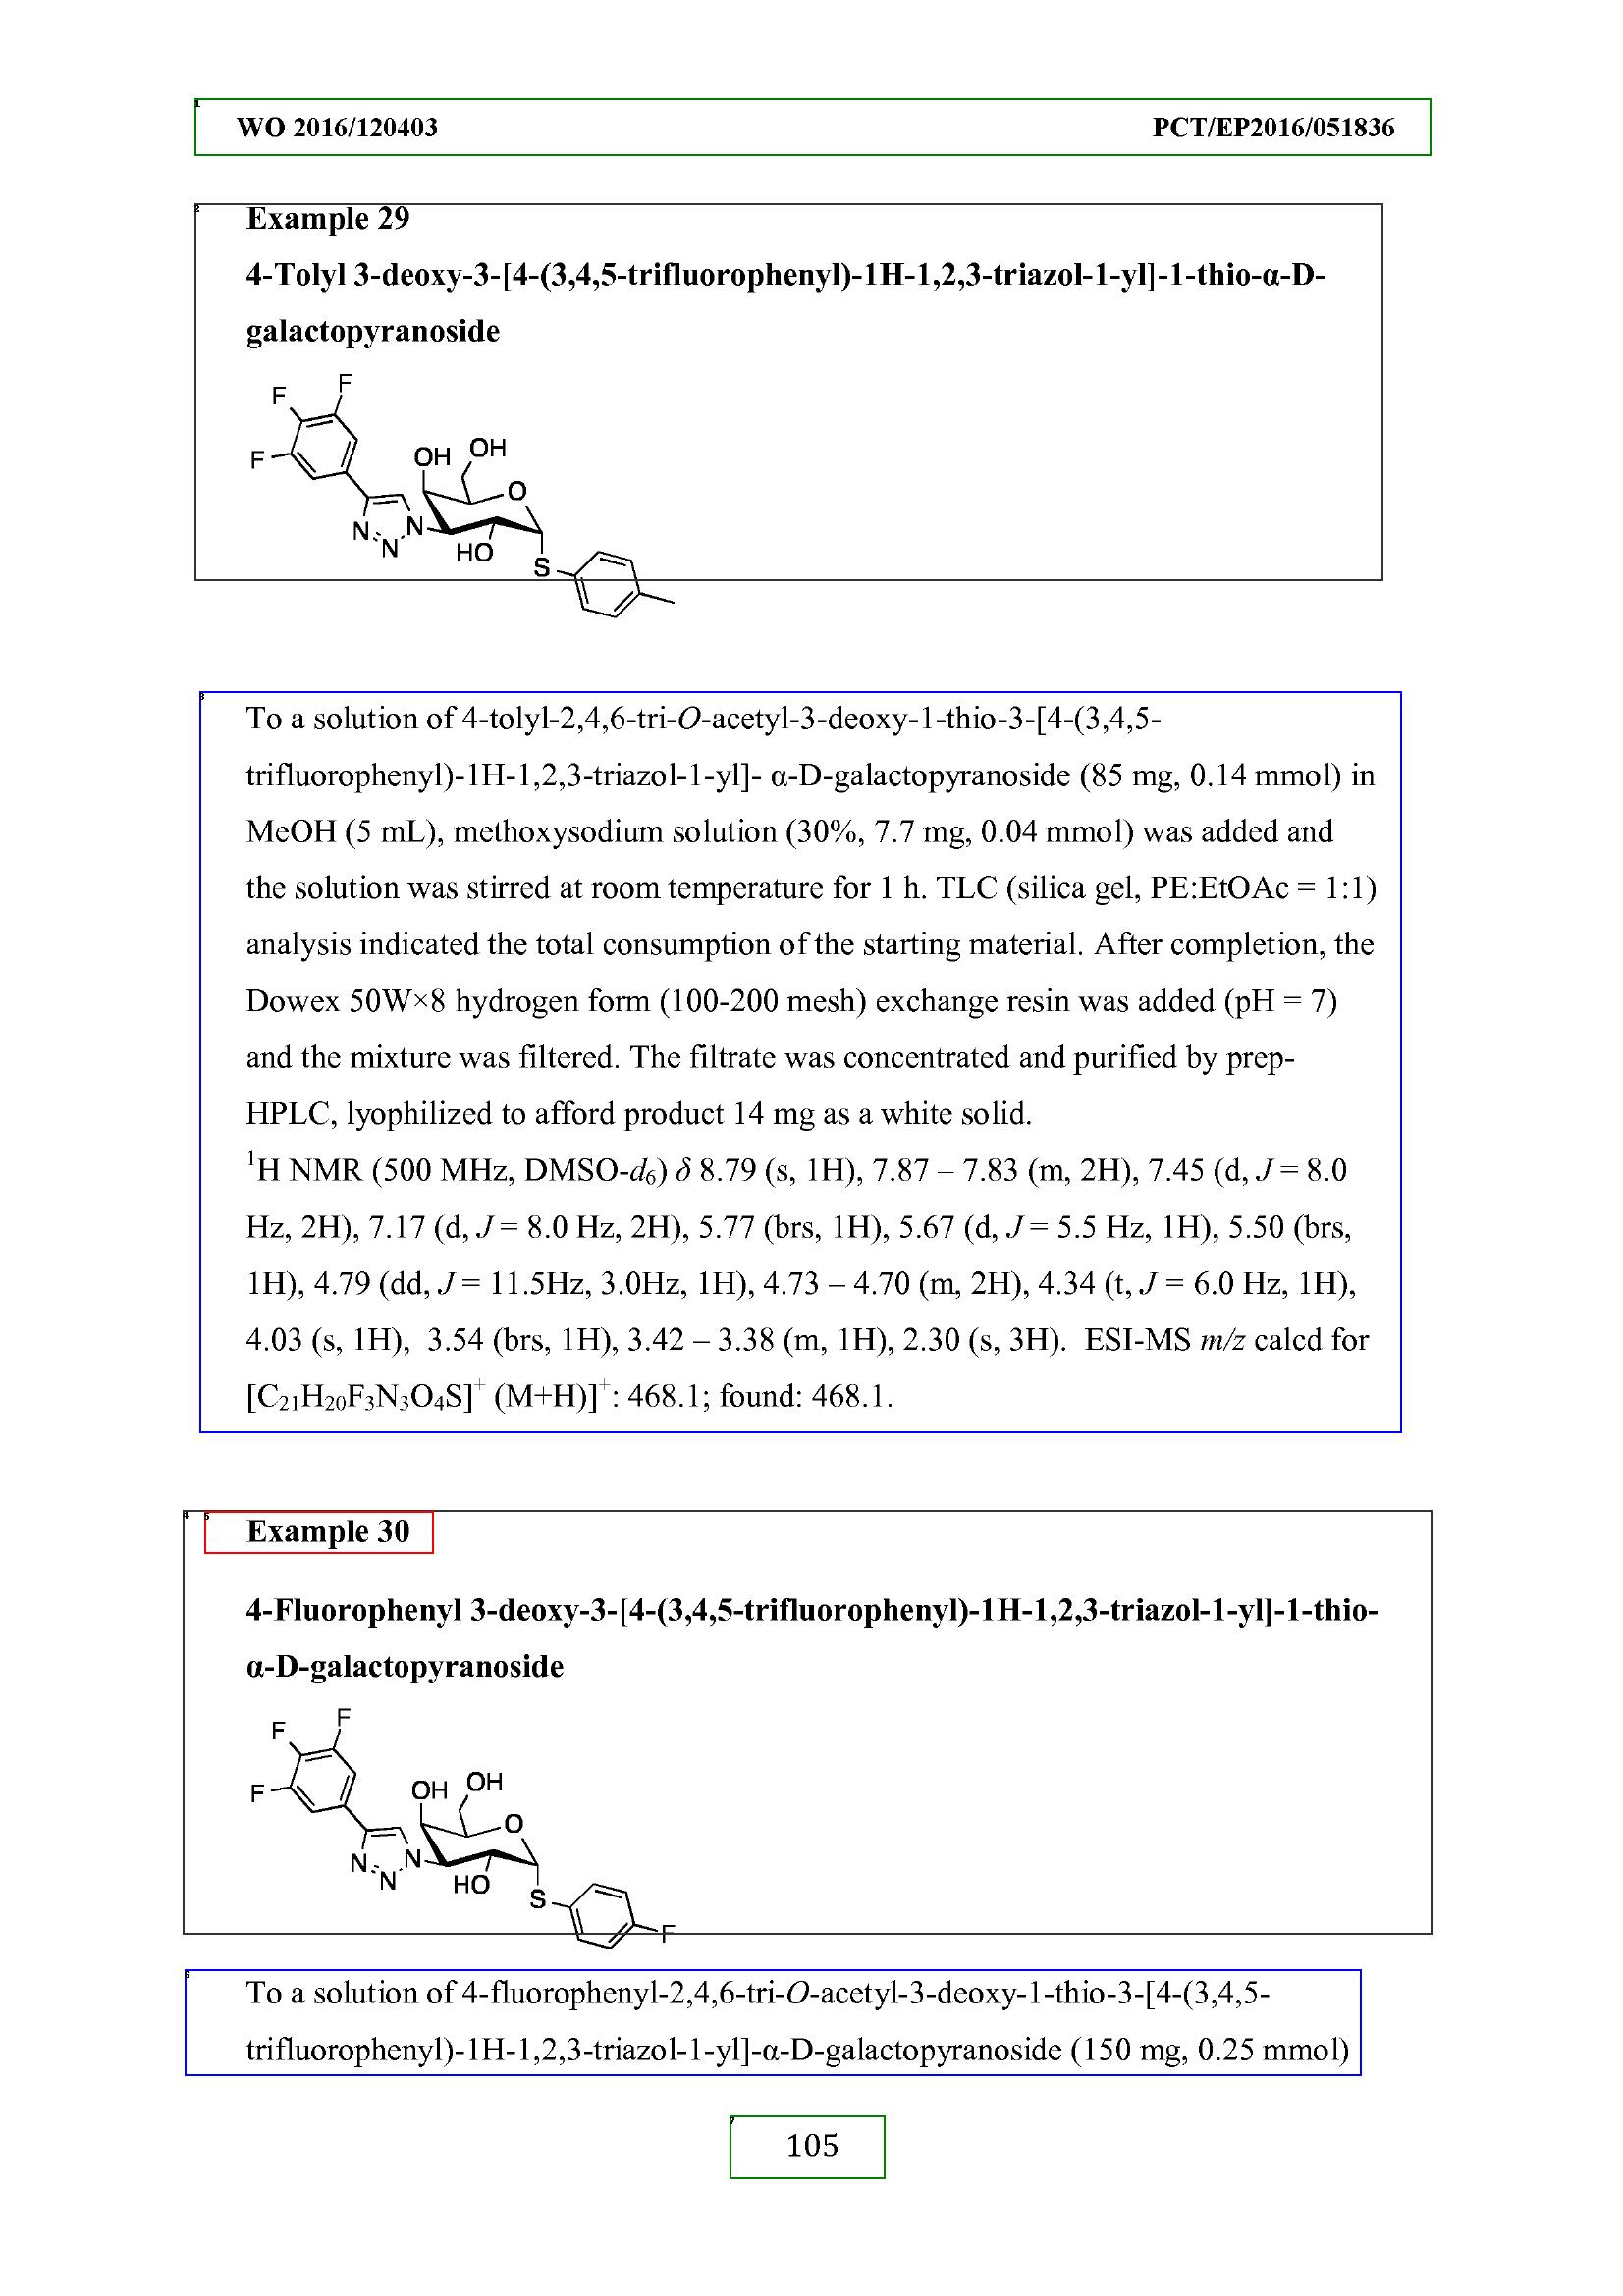 WO 2016/120403 PCT/EP2016/051836
Example 29
4-Tolyl 3-deoxy-3-[4-(3,4,5-trifluorophenyl)-1H-1,2,3-triazol-1-yl]-1-thio-α-D-
galactopyranoside
F
F
F
OH
OH
O
N
N
N
HO
S
To a solution of 4-tolyl-2,4,6-tri-O-acetyl-3-deoxy-1-thio-3-[4-(3,4,5-
trifluorophenyl)-1H-1,2,3-triazol-1-yl]- α-D-galactopyranoside (85 mg, 0.14 mmol) in
MeOH (5 mL), methoxysodium solution (30%, 7.7 mg, 0.04 mmol) was added and
the solution was stirred at room temperature for 1 h. TLC (silica gel, PE:EtOAc = 1:1)
analysis indicated the total consumption of the starting material. After completion, the
Dowex 50W×8 hydrogen form (100-200 mesh) exchange resin was added (pH = 7)
and the mixture was filtered. The filtrate was concentrated and purified by prep-
HPLC, lyophilized to afford product 14 mg as a white solid.
¹H NMR (500 MHz, DMSO-d₆) δ 8.79 (s, 1H), 7.87 – 7.83 (m, 2H), 7.45 (d, J = 8.0
Hz, 2H), 7.17 (d, J = 8.0 Hz, 2H), 5.77 (brs, 1H), 5.67 (d, J = 5.5 Hz, 1H), 5.50 (brs,
1H), 4.79 (dd, J = 11.5Hz, 3.0Hz, 1H), 4.73 – 4.70 (m, 2H), 4.34 (t, J = 6.0 Hz, 1H),
4.03 (s, 1H), 3.54 (brs, 1H), 3.42 – 3.38 (m, 1H), 2.30 (s, 3H). ESI-MS m/z calcd for
[C₂₁H₂₀F₃N₃O₄S]⁺ (M+H)]⁺: 468.1; found: 468.1.
Example 30
4-Fluorophenyl 3-deoxy-3-[4-(3,4,5-trifluorophenyl)-1H-1,2,3-triazol-1-yl]-1-thio-
α-D-galactopyranoside
F
F
F
OH
OH
O
N
N
N
HO
S
F
To a solution of 4-fluorophenyl-2,4,6-tri-O-acetyl-3-deoxy-1-thio-3-[4-(3,4,5-
trifluorophenyl)-1H-1,2,3-triazol-1-yl]-α-D-galactopyranoside (150 mg, 0.25 mmol)
105